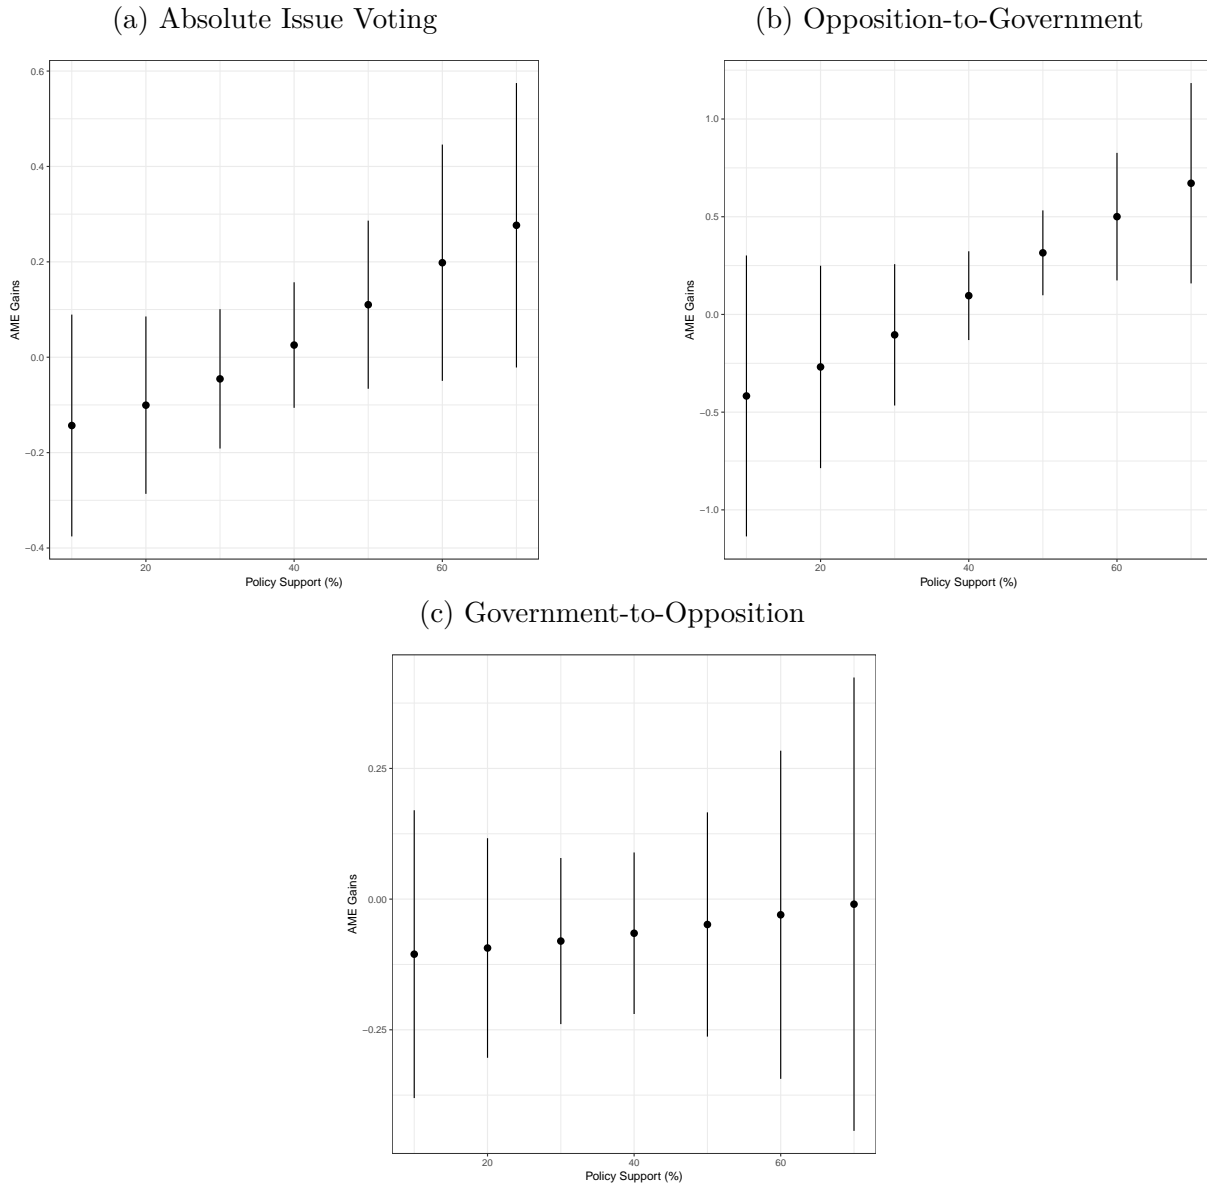 (a) Absolute Issue Voting
0.6
0.4
0.2
0.0
−0.2
−0.4
AME Gains
20
40
60
Policy Support (%)
(b) Opposition-to-Government
1.0
0.5
0.0
−0.5
−1.0
AME Gains
20
40
60
Policy Support (%)
(c) Government-to-Opposition
0.25
0.00
−0.25
AME Gains
20
40
60
Policy Support (%)